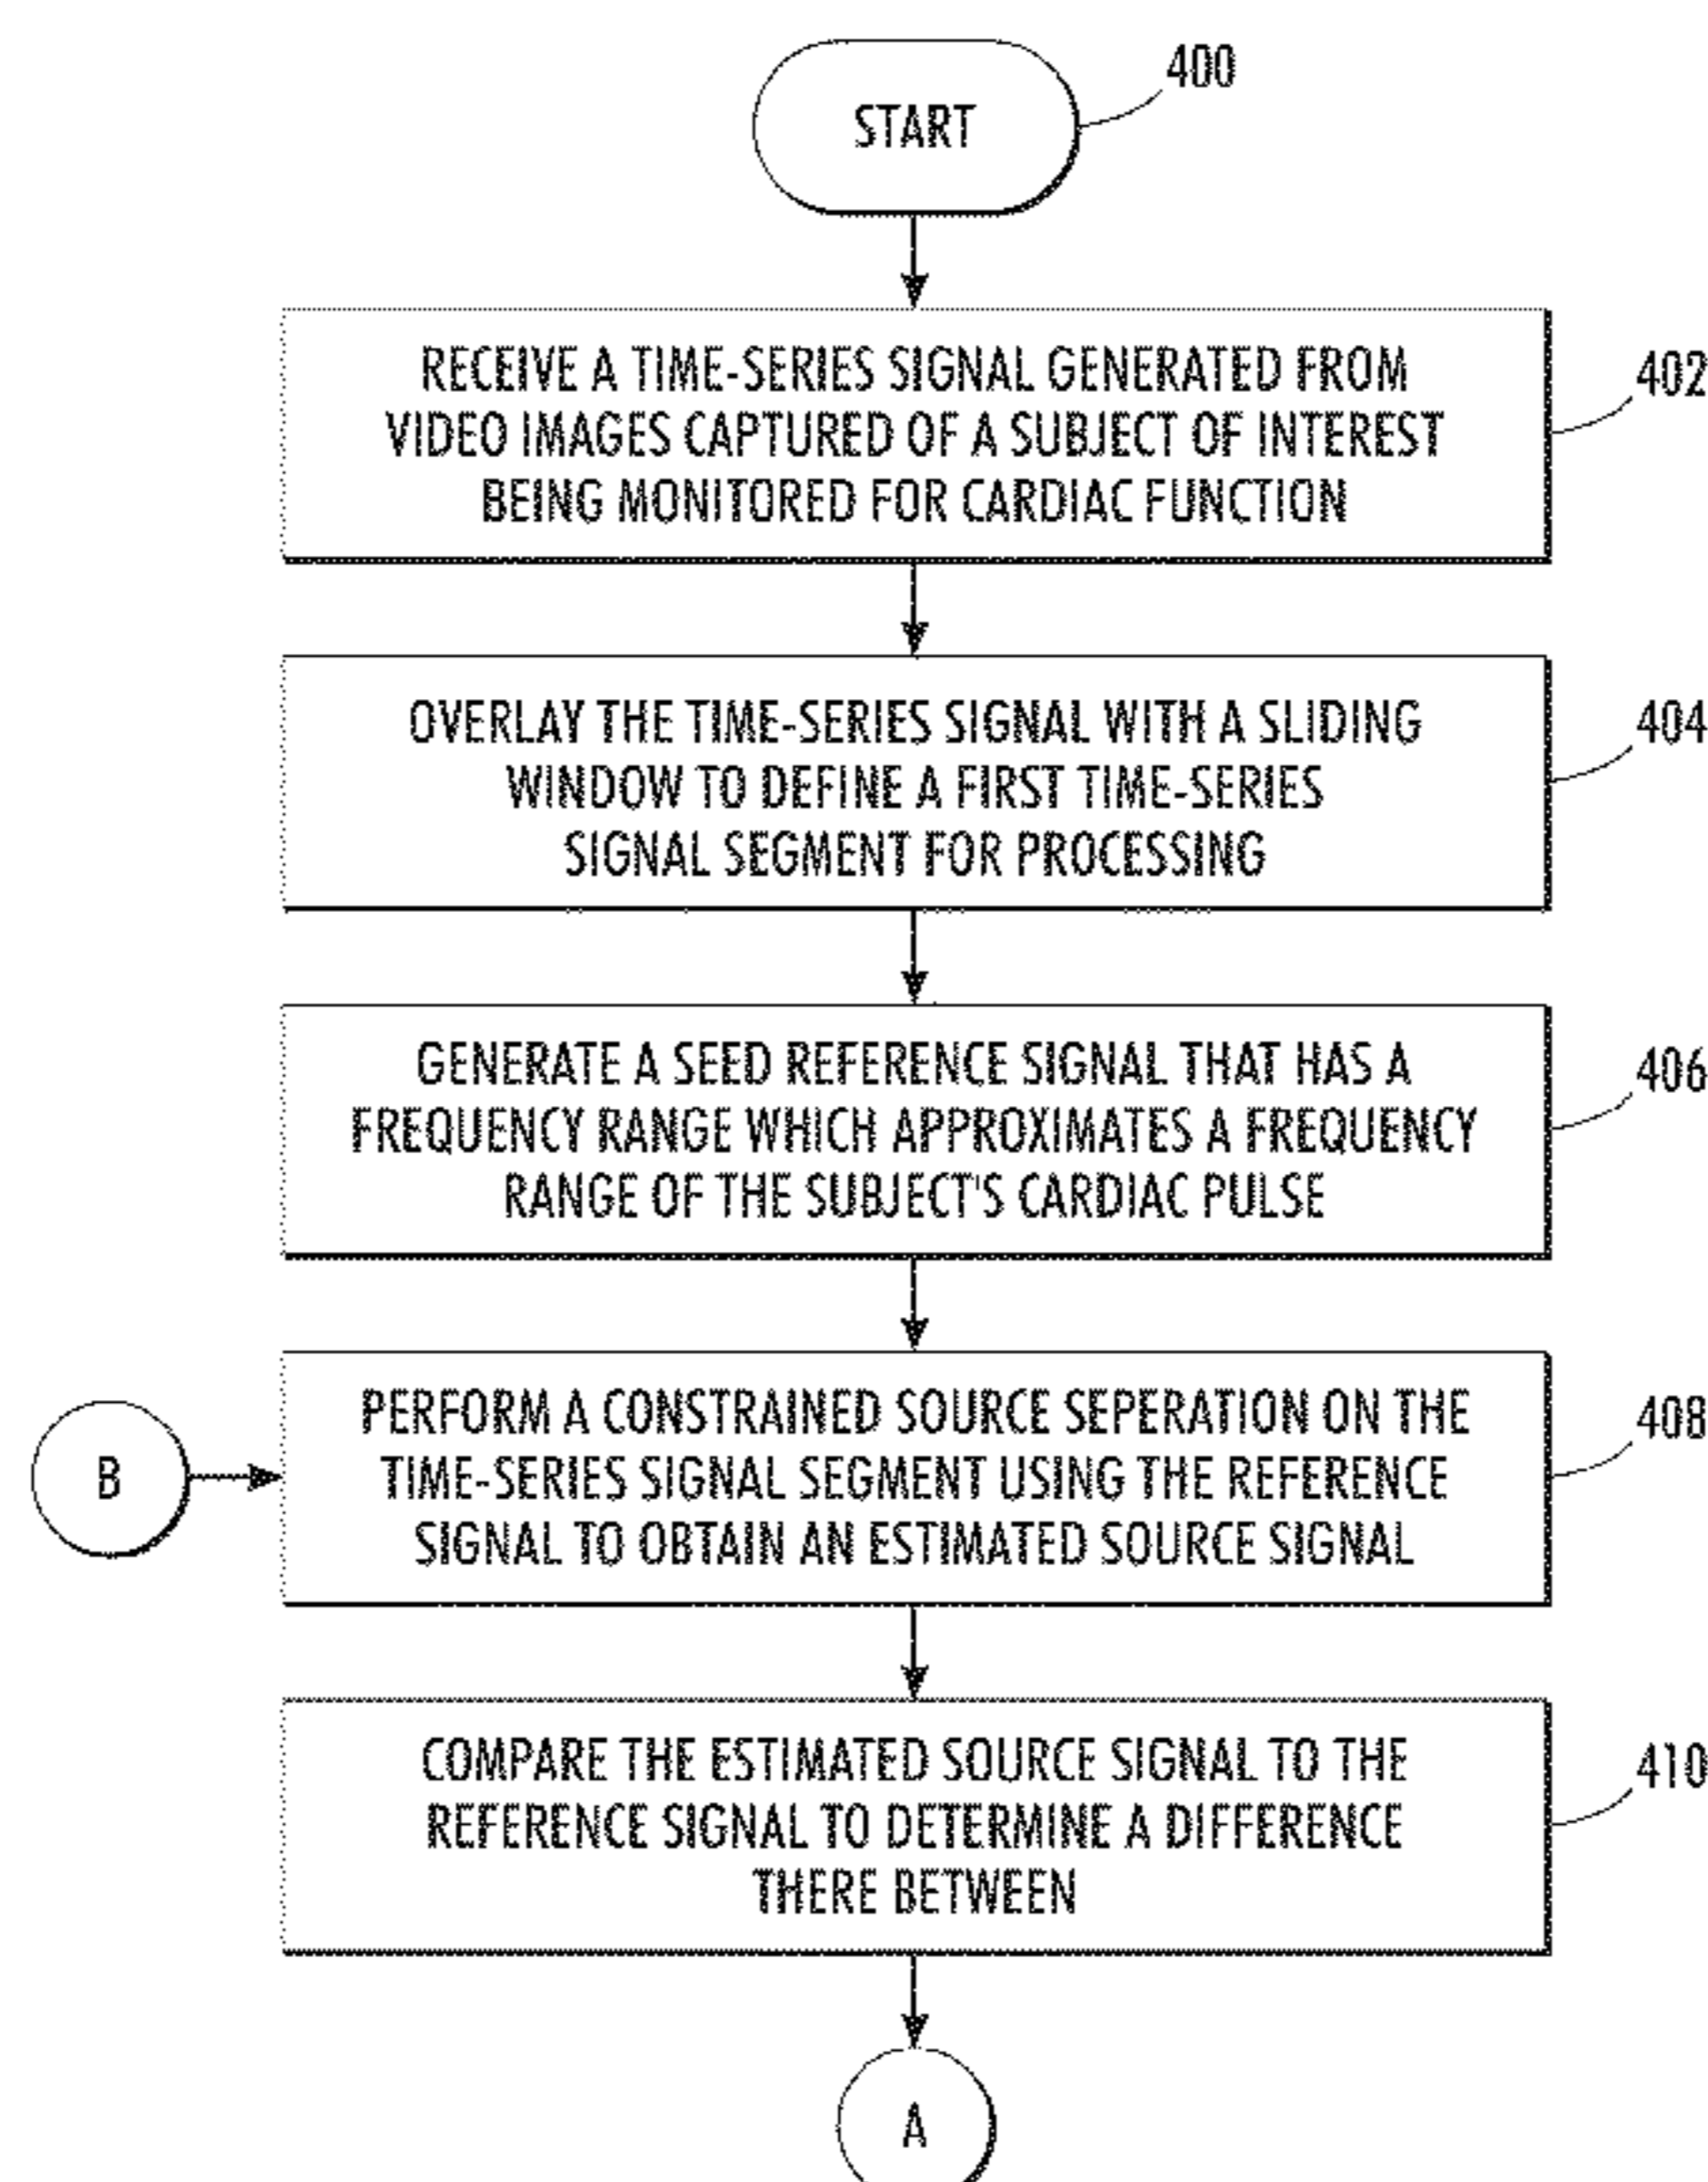 START
400
RECEIVE A TIME-SERIES SIGNAL GENERATED FROM
VIDEO IMAGES CAPTURED OF A SUBJECT OF INTEREST
BEING MONITORED FOR CARDIAC FUNCTION
402
OVERLAY THE TIME-SERIES SIGNAL WITH A SLIDING
WINDOW TO DEFINE A FIRST TIME-SERIES
SIGNAL SEGMENT FOR PROCESSING
404
GENERATE A SEED REFERENCE SIGNAL THAT HAS A
FREQUENCY RANGE WHICH APPROXIMATES A FREQUENCY
RANGE OF THE SUBJECT'S CARDIAC PULSE
406
B
PERFORM A CONSTRAINED SOURCE SEPERATION ON THE
TIME-SERIES SIGNAL SEGMENT USING THE REFERENCE
SIGNAL TO OBTAIN AN ESTIMATED SOURCE SIGNAL
408
COMPARE THE ESTIMATED SOURCE SIGNAL TO THE
REFERENCE SIGNAL TO DETERMINE A DIFFERENCE
THERE BETWEEN
410
A